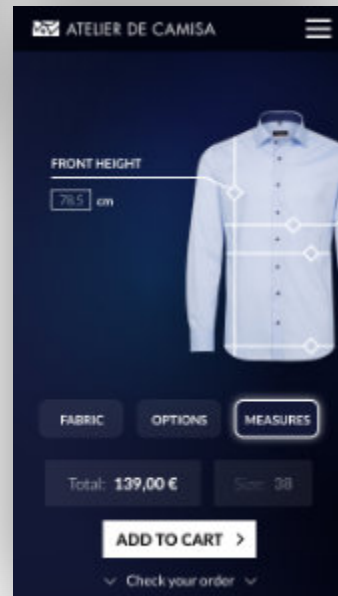 ATELIER DE CAMISA
FRONT HEIGHT
78.5 cm
FABRIC OPTIONS MEASURES
Total: 139,00 € Size: 38
ADD TO CART >
Check your order